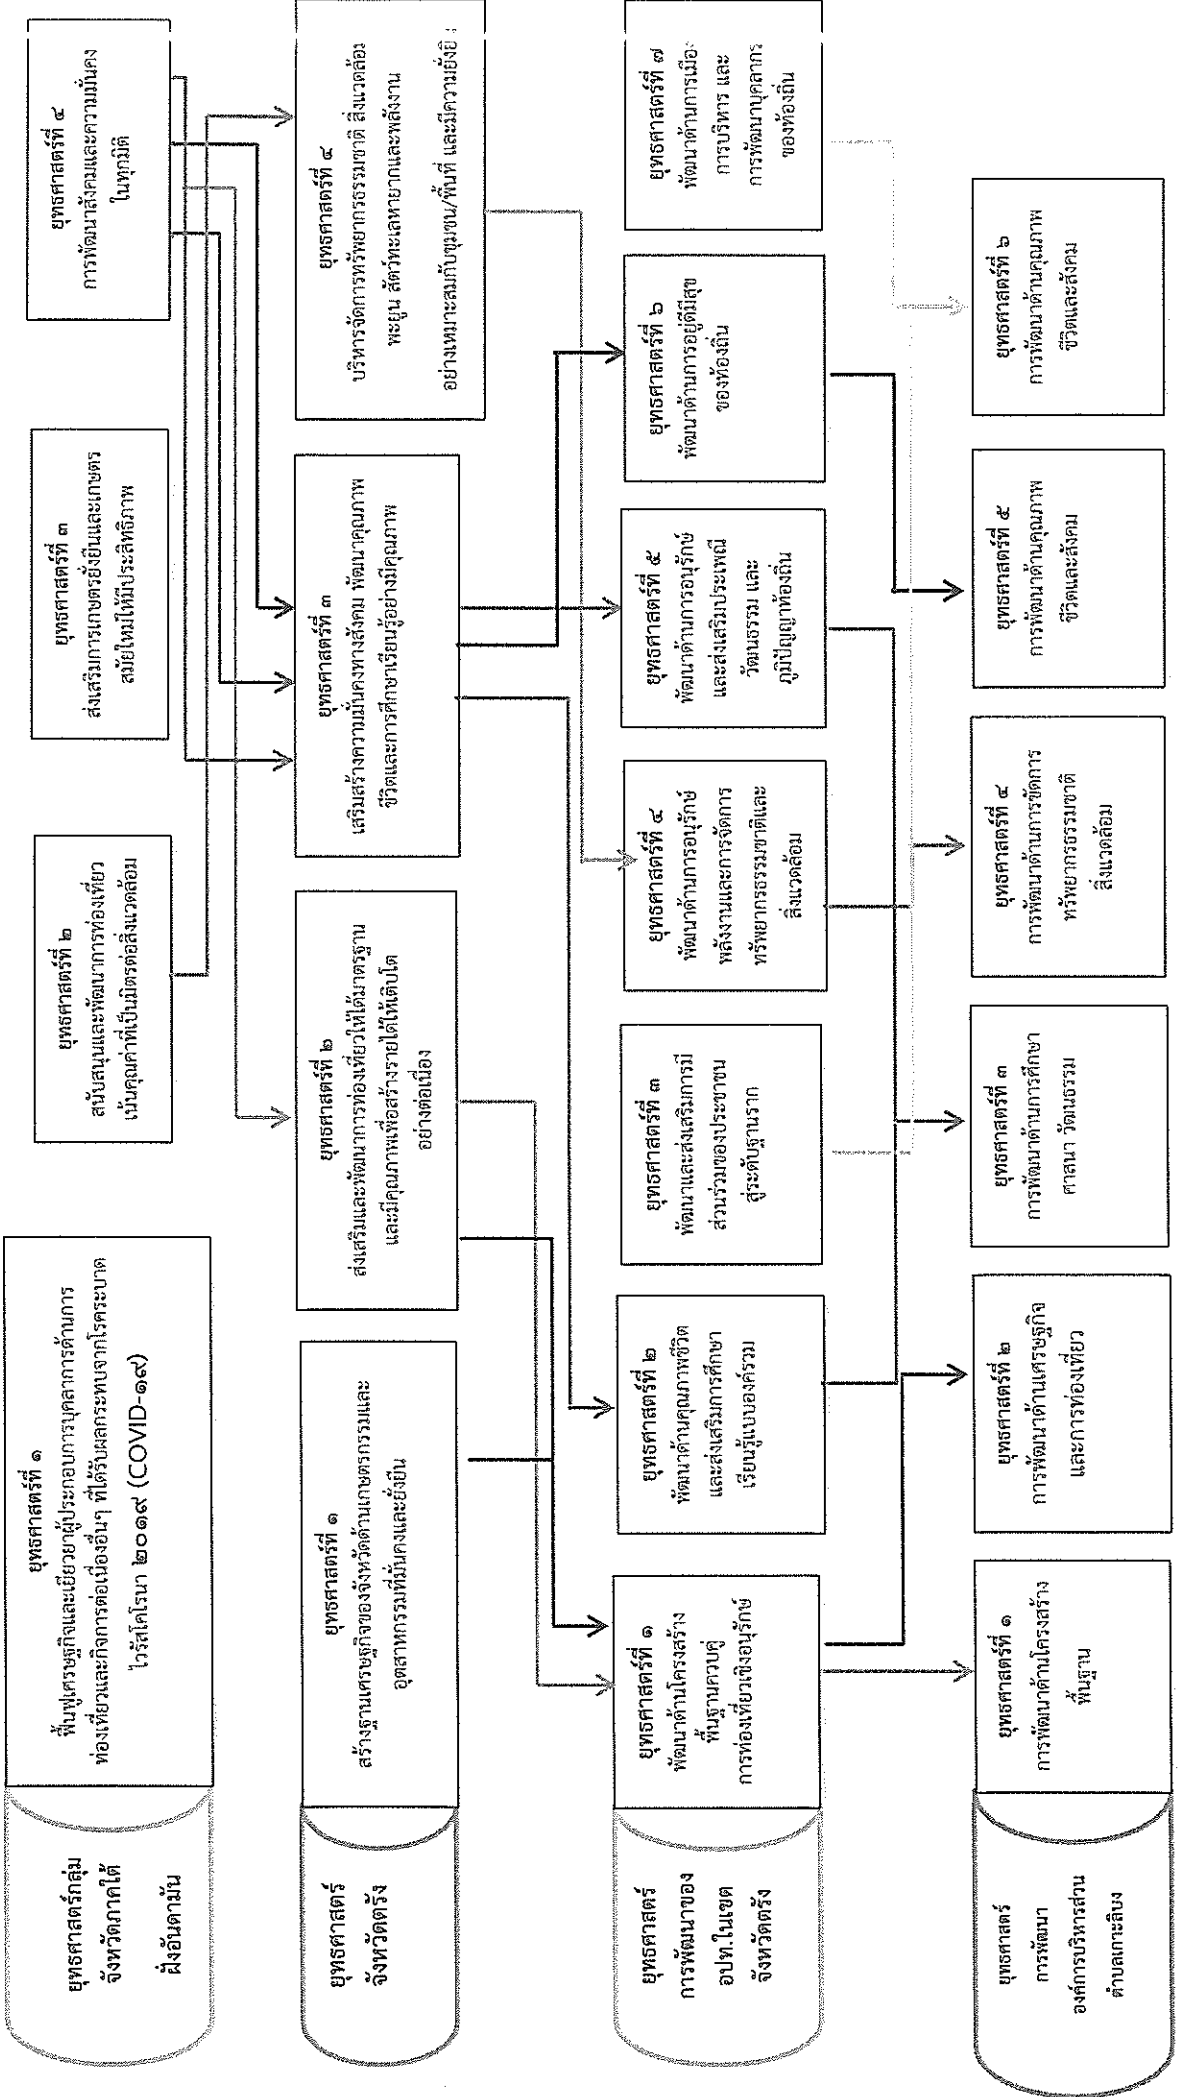 ยุทธศาสตร์กลุ่ม
จังหวัดภาคใต้
ฝั่งอันดามัน
ยุทธศาสตร์ที่ ๑
ฟื้นฟูเศรษฐกิจและเยียวยาผู้ประกอบการบุคลาการด้านการ
ท่องเที่ยวและกิจการต่อเนื่องอื่นๆ ที่ได้รับผลกระทบจากโรคระบาด
ไวรัสโคโรนา ๒๐๑๙ (COVID-๑๙)
ยุทธศาสตร์ที่ ๒
สนับสนุนและพัฒนาการท่องเที่ยว
เน้นคุณค่าที่เป็นมิตรต่อสิ่งแวดล้อม
ยุทธศาสตร์ที่ ๓
ส่งเสริมการเกษตรยั่งยืนและเกษตร
สมัยใหม่ให้มีประสิทธิภาพ
ยุทธศาสตร์ที่ ๔
การพัฒนาสังคมและความมั่นคง
ในทุกมิติ
ยุทธศาสตร์
จังหวัดตรัง
ยุทธศาสตร์ที่ ๑
สร้างฐานเศรษฐกิจของจังหวัดด้านเกษตรกรรมและ
อุตสาหกรรมที่มั่นคงและยั่งยืน
ยุทธศาสตร์ที่ ๒
ส่งเสริมและพัฒนาการท่องเที่ยวให้ได้มาตรฐาน
และมีคุณภาพเพื่อสร้างรายได้ให้เติบโต
อย่างต่อเนื่อง
ยุทธศาสตร์ที่ ๓
เสริมสร้างความมั่นคงทางสังคม พัฒนาคุณภาพ
ชีวิตและการศึกษาเรียนรู้อย่างมีคุณภาพ
ยุทธศาสตร์ที่ ๔
บริหารจัดการทรัพยากรธรรมชาติ สิ่งแวดล้อม
พะยูน สัตว์ทะเลหายากและพลังงาน
อย่างเหมาะสมกับชุมชน/พื้นที่ และมีความยั่งยื
ยุทธศาสตร์
การพัฒนาของ
อปท.ในเขต
จังหวัดตรัง
ยุทธศาสตร์ที่ ๑
พัฒนาด้านโครงสร้าง
พื้นฐานควบคู่
การท่องเที่ยวเชิงอนุรักษ์
ยุทธศาสตร์ที่ ๒
พัฒนาด้านคุณภาพชีวิต
และส่งเสริมการศึกษา
เรียนรู้แบบองค์รวม
ยุทธศาสตร์ที่ ๓
พัฒนาและส่งเสริมการมี
ส่วนร่วมของประชาชน
สู่ระดับฐานราก
ยุทธศาสตร์ที่ ๔
พัฒนาด้านการอนุรักษ์
พลังงานและการจัดการ
ทรัพยากรธรรมชาติและ
สิ่งแวดล้อม
ยุทธศาสตร์ที่ ๕
พัฒนาด้านการอนุรักษ์
และส่งเสริมประเพณี
วัฒนธรรม และ
ภูมิปัญญาท้องถิ่น
ยุทธศาสตร์ที่ ๖
พัฒนาด้านการอยู่ดีมีสุข
ของท้องถิ่น
ยุทธศาสตร์ที่ ๗
พัฒนาด้านการเมือง
การบริหาร และ
การพัฒนาบุคลากร
ของท้องถิ่น
ยุทธศาสตร์
การพัฒนา
องค์การบริหารส่วน
ตำบลเกาะลิบง
ยุทธศาสตร์ที่ ๑
การพัฒนาด้านโครงสร้าง
พื้นฐาน
ยุทธศาสตร์ที่ ๒
การพัฒนาด้านเศรษฐกิจ
และการท่องเที่ยว
ยุทธศาสตร์ที่ ๓
การพัฒนาด้านการศึกษา
ศาสนา วัฒนธรรม
ยุทธศาสตร์ที่ ๔
การพัฒนาด้านการจัดการ
ทรัพยากรธรรมชาติ
สิ่งแวดล้อม
ยุทธศาสตร์ที่ ๕
การพัฒนาด้านคุณภาพ
ชีวิตและสังคม
ยุทธศาสตร์ที่ ๖
การพัฒนาด้านคุณภาพ
ชีวิตและสังคม